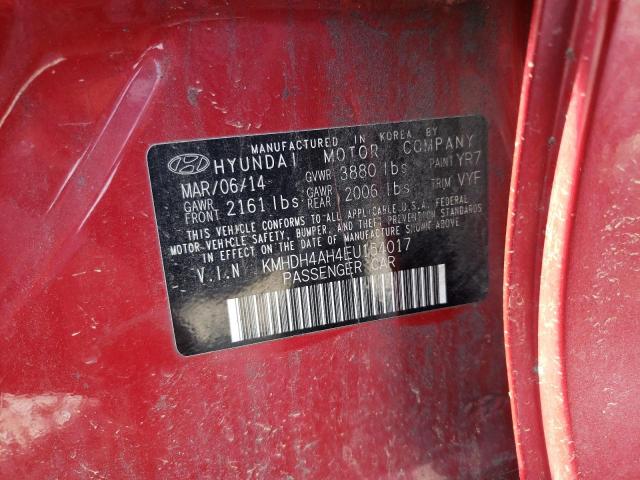 MANUFACTURED IN KOREA BY
HYUNDAI MOTOR COMPANY
MAR/06/14 GVWR 3880 lbs PAINT YR7
GAWR FRONT 2161 lbs GAWR REAR 2006 lbs TRIM VYF
THIS VEHICLE CONFORMS TO ALL APPLICABLE U.S.A. FEDERAL
MOTOR VEHICLE SAFETY, BUMPER, AND THEFT PREVENTION STANDARDS
IN EFFECT ON THE DATE OF MANUFACTURE SHOWN ABOVE.
V.I.N KMHDH4AH4EU154017
PASSENGER CAR